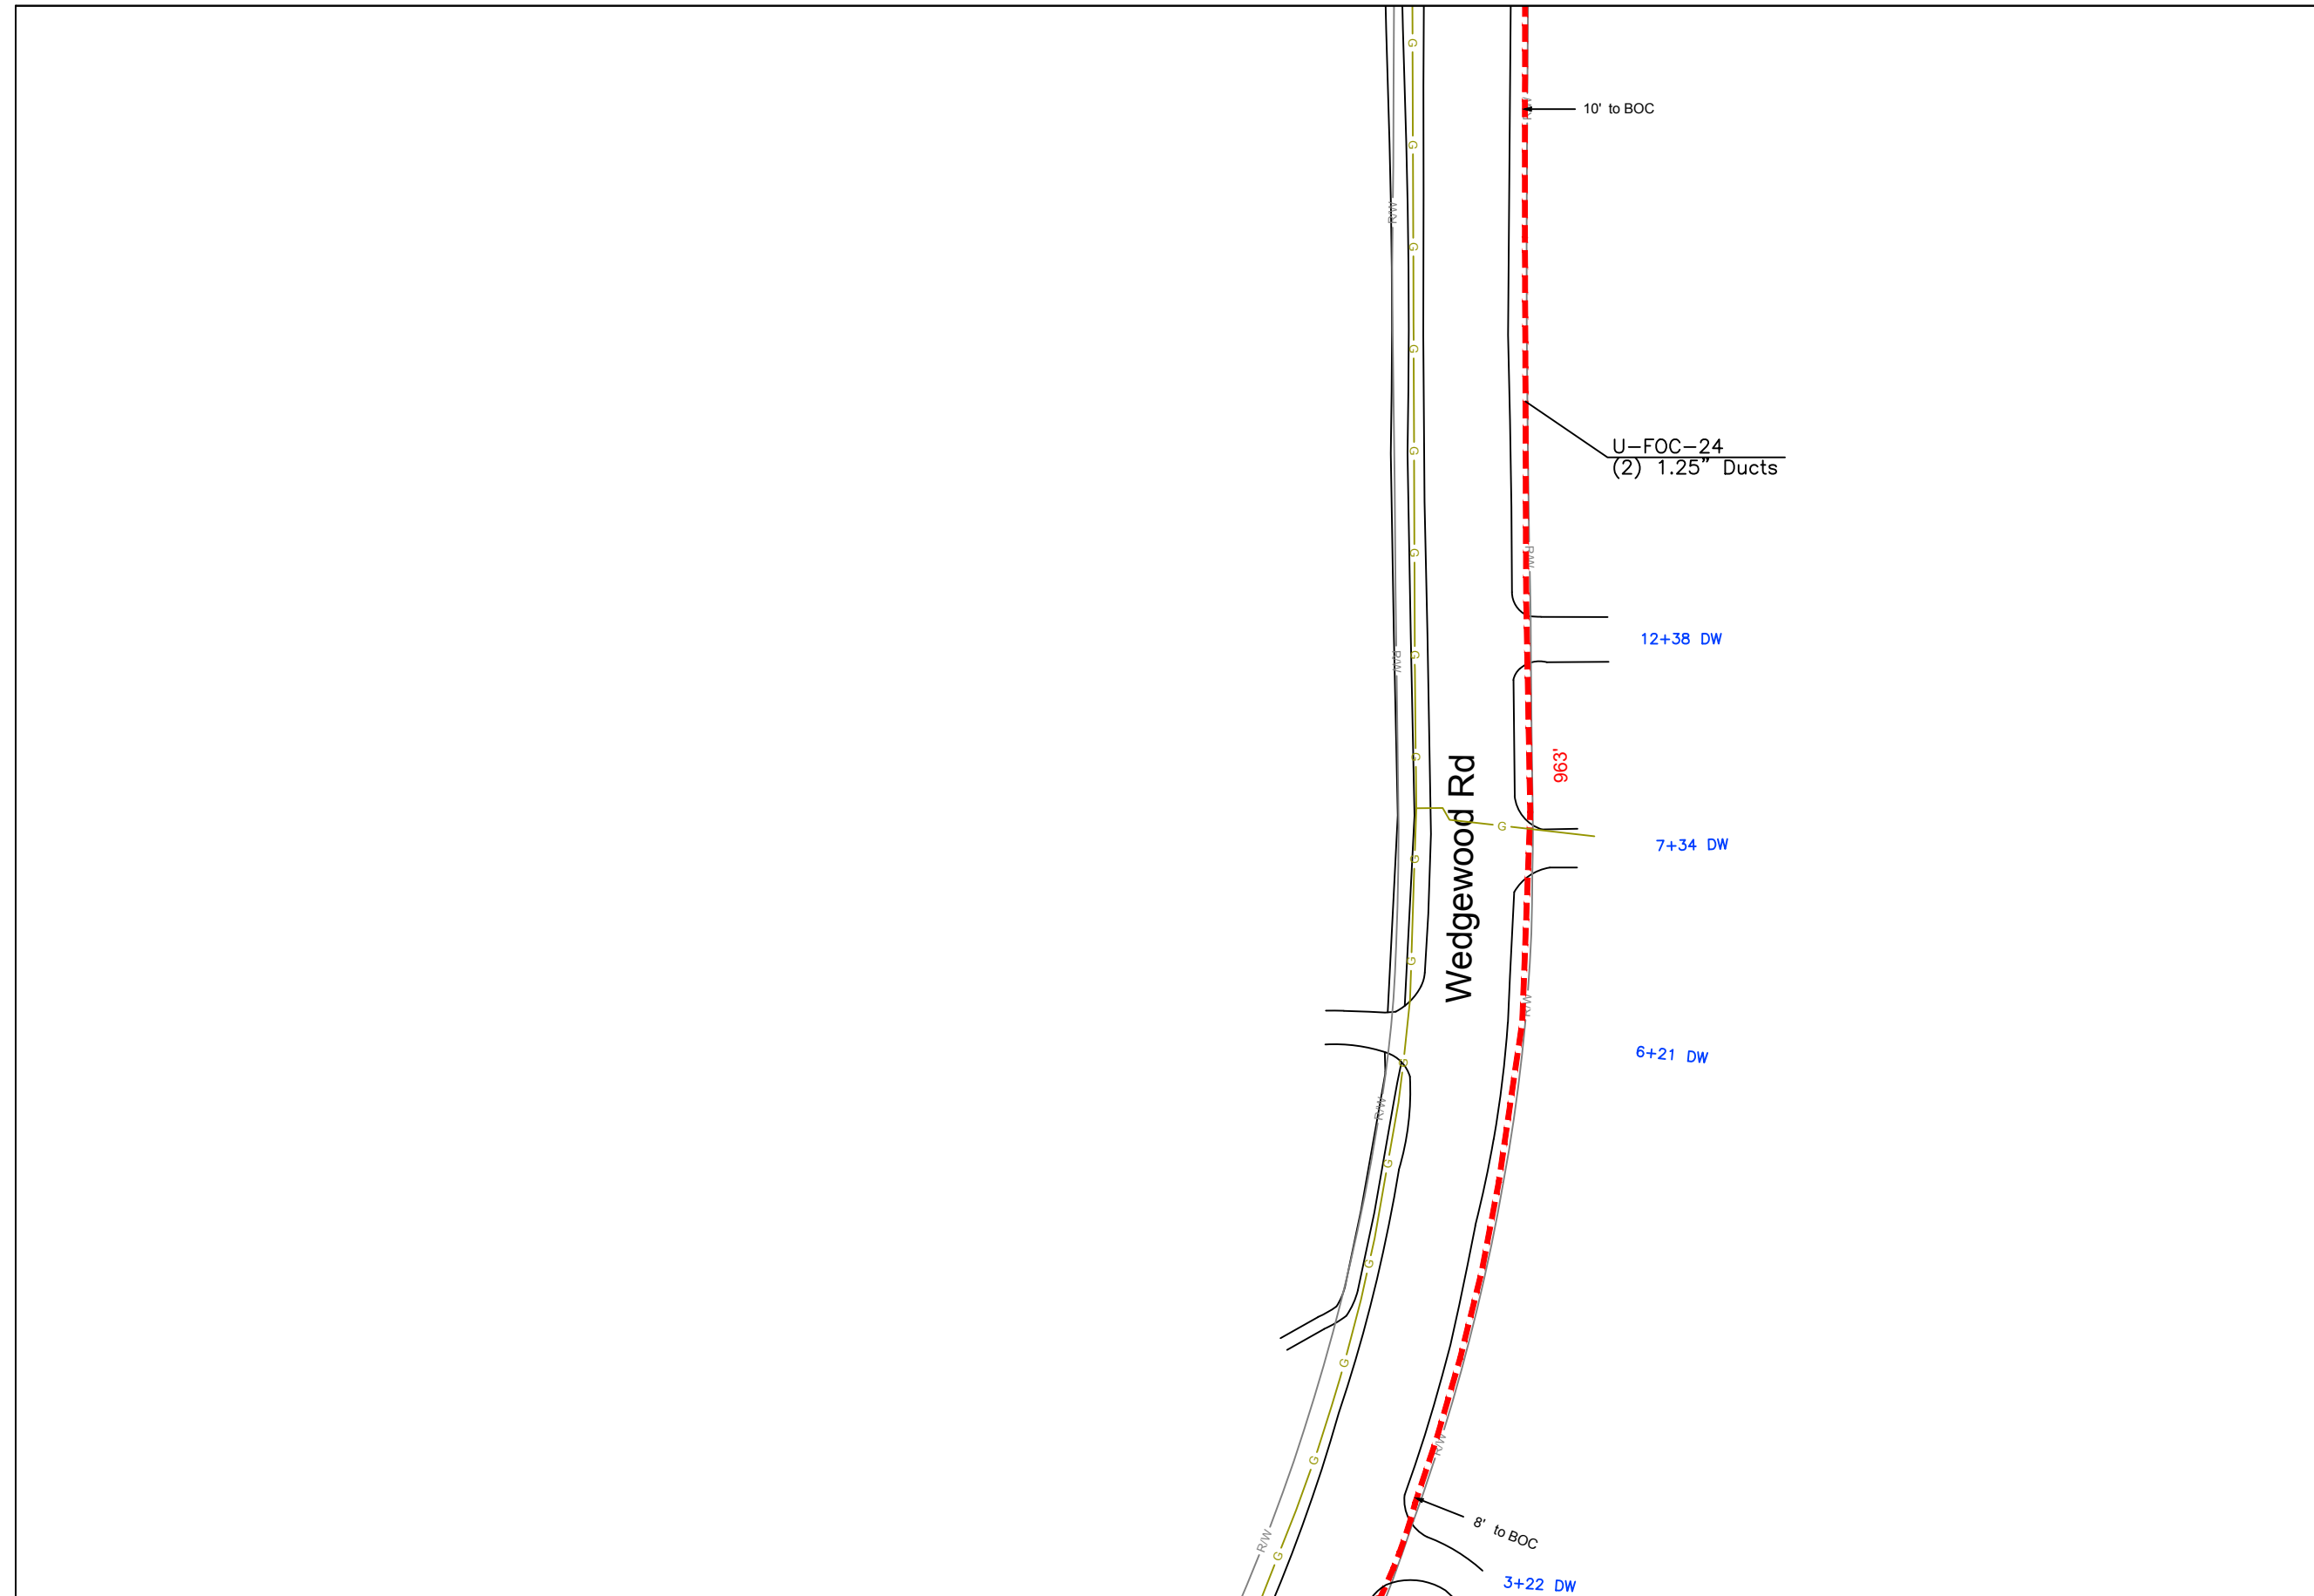 G
R/W
10' to BOC
G
R/W
G
G
U-FOC-24
(2) 1.25" Ducts
G
G
R/W
12+38 DW
G
R/W
963'
G
Wedgewood Rd
G
7+34 DW
G
G
R/W
6+21 DW
G
R/W
G
G
G
R/W
G
8' to BOC
R/W
G
3+22 DW